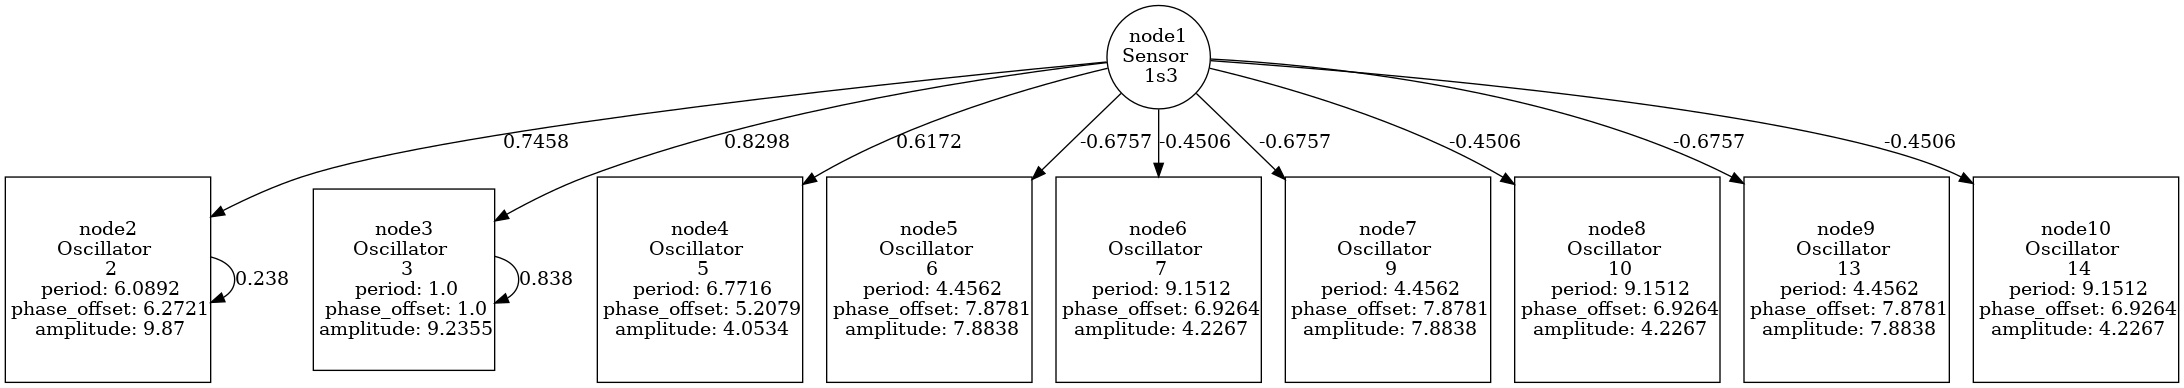 node1
Sensor
1s3
0.7458
0.8298
0.6172
-0.6757
-0.4506
-0.6757
-0.4506
-0.6757
-0.4506
node2
Oscillator
2
period: 6.0892
phase_offset: 6.2721
amplitude: 9.87
0.238
node3
Oscillator
3
period: 1.0
phase_offset: 1.0
amplitude: 9.2355
0.838
node4
Oscillator
5
period: 6.7716
phase_offset: 5.2079
amplitude: 4.0534
node5
Oscillator
6
period: 4.4562
phase_offset: 7.8781
amplitude: 7.8838
node6
Oscillator
7
period: 9.1512
phase_offset: 6.9264
amplitude: 4.2267
node7
Oscillator
9
period: 4.4562
phase_offset: 7.8781
amplitude: 7.8838
node8
Oscillator
10
period: 9.1512
phase_offset: 6.9264
amplitude: 4.2267
node9
Oscillator
13
period: 4.4562
phase_offset: 7.8781
amplitude: 7.8838
node10
Oscillator
14
period: 9.1512
phase_offset: 6.9264
amplitude: 4.2267